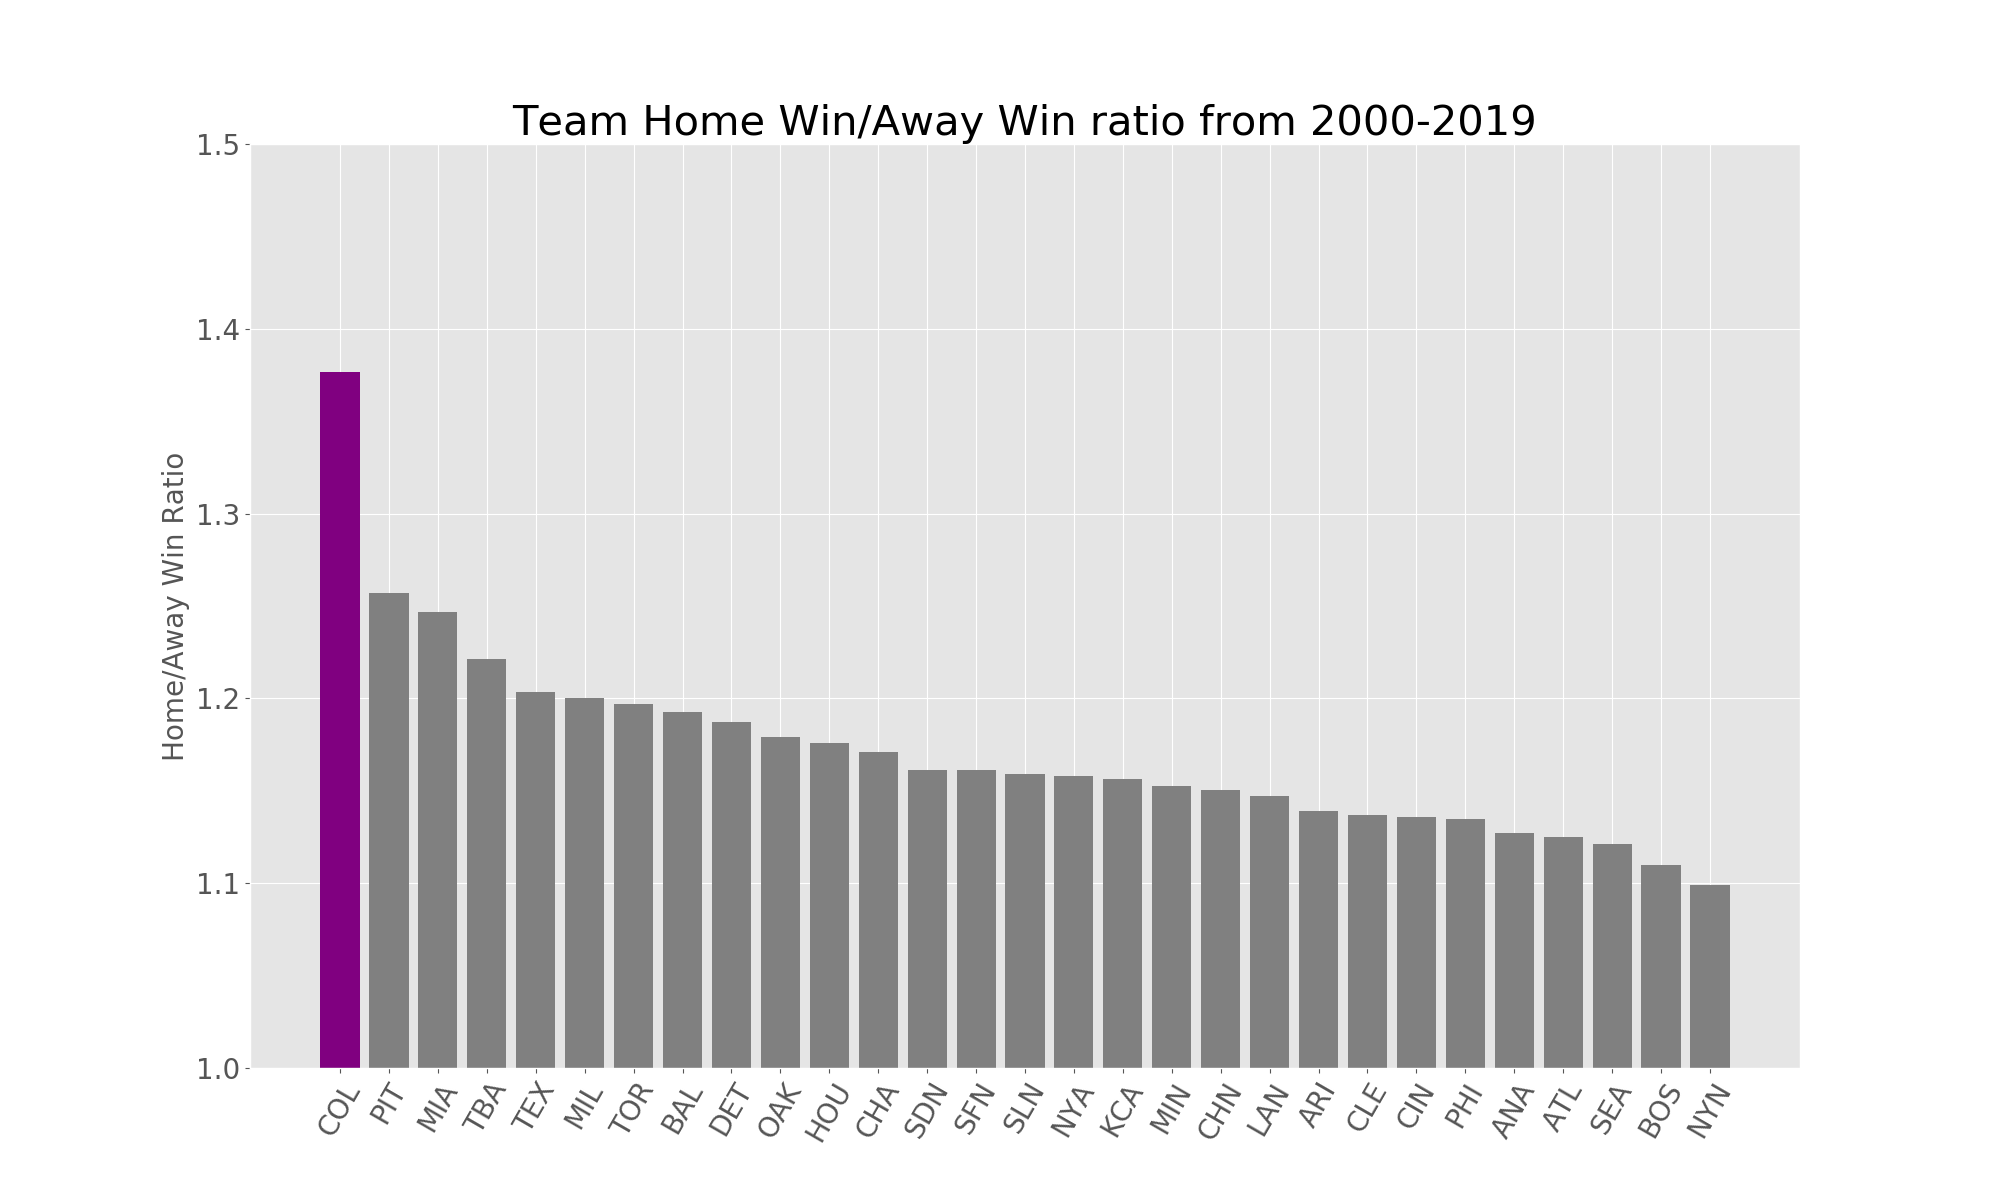 Team Home Win/Away Win ratio from 2000-2019
1.5
1.4
1.3
1.2
1.1
1.0
Home/Away Win Ratio
COL PIT MIA TBA TEX MIL TOR BAL DET OAK HOU CHA SDN SFN SLN NYA KCA MIN CHN LAN ARI CLE CIN PHI ANA ATL SEA BOS NYN